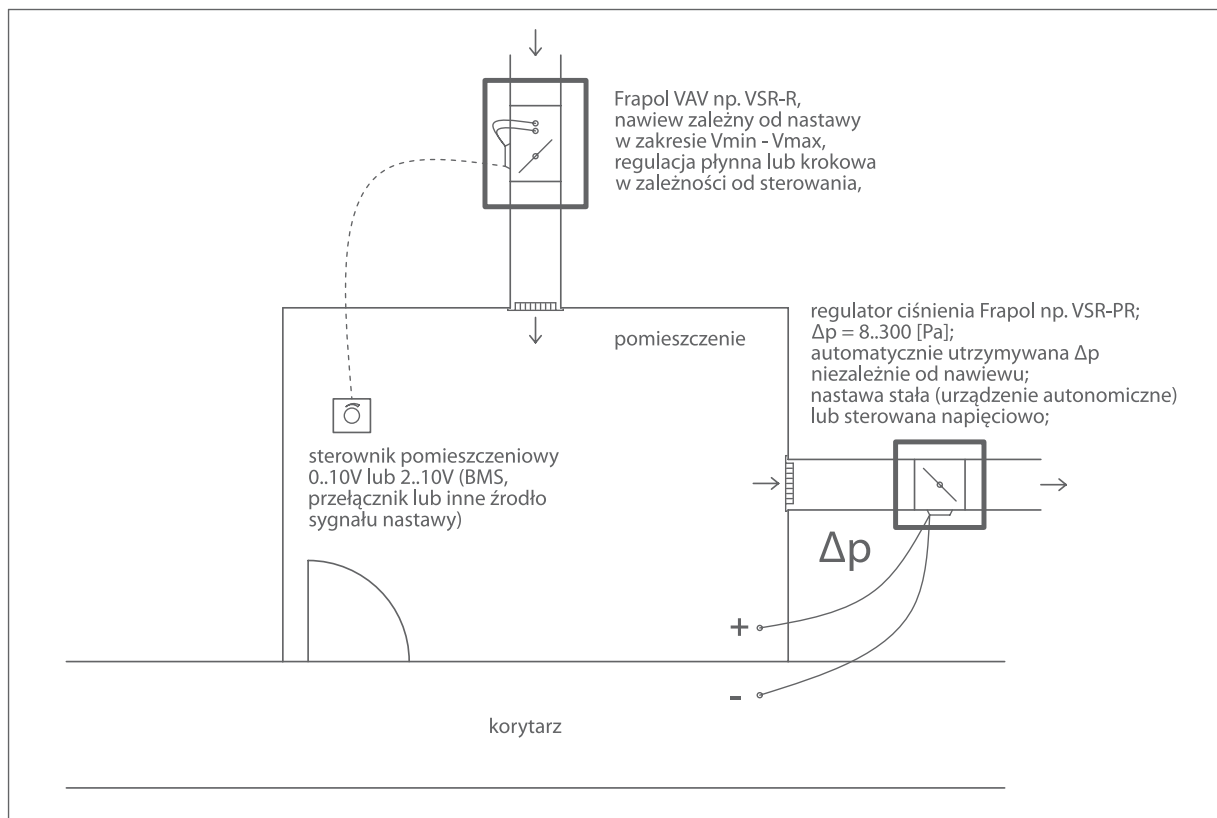 Frapol VAV np. VSR-R,
nawiew zależny od nastawy
w zakresie Vmin - Vmax,
regulacja płynna lub krokowa
w zależności od sterowania,
pomieszczenie
regulator ciśnienia Frapol np. VSR-PR;
Δp = 8..300 [Pa];
automatycznie utrzymywana Δp
niezależnie od nawiewu;
nastawa stała (urządzenie autonomiczne)
lub sterowana napięciowo;
sterownik pomieszczeniowy
0..10V lub 2..10V (BMS,
przełącznik lub inne źródło
sygnału nastawy)
Δp
+
-
korytarz